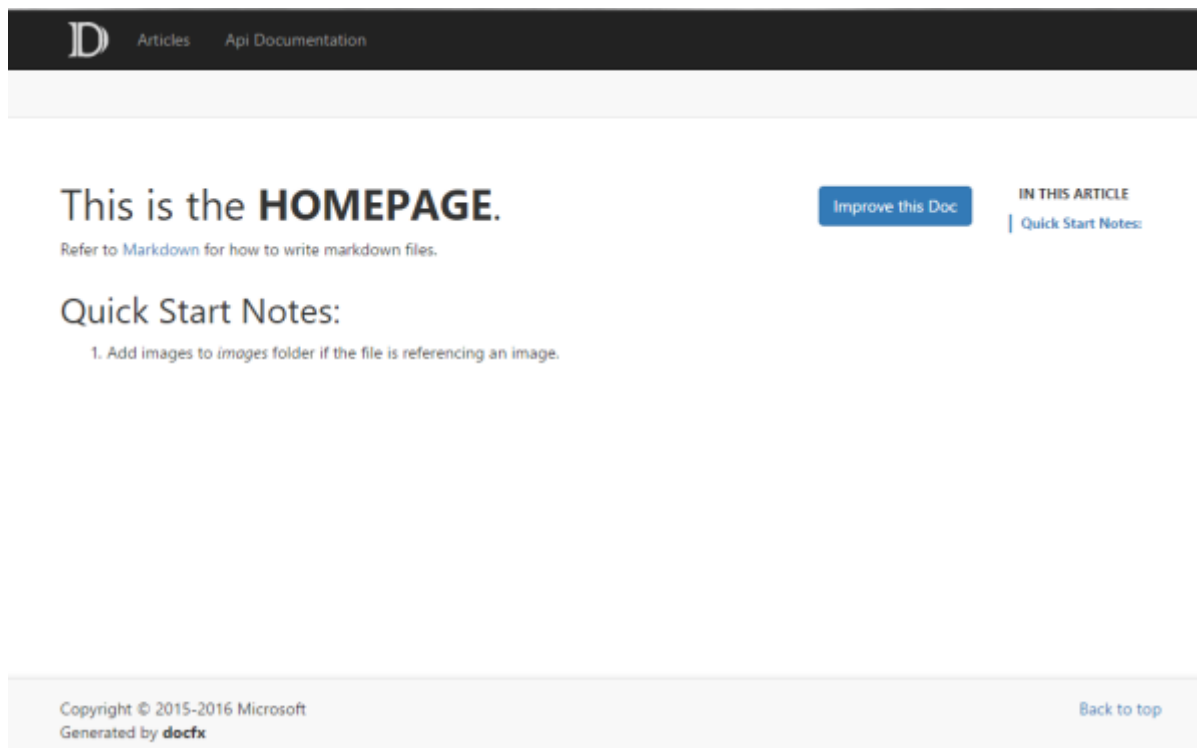 D Articles Api Documentation
This is the HOMEPAGE.
Improve this Doc
IN THIS ARTICLE
Quick Start Notes:
Refer to Markdown for how to write markdown files.
Quick Start Notes:
1. Add images to images folder if the file is referencing an image.
Copyright © 2015-2016 Microsoft
Back to top
Generated by docfx